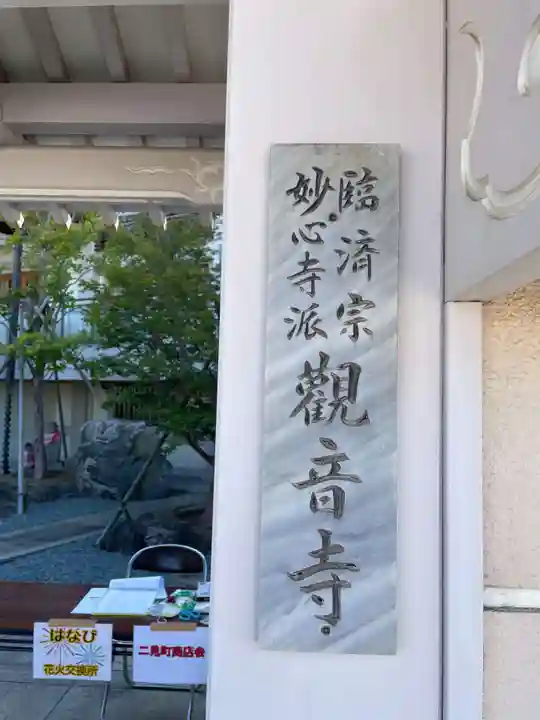 臨済宗
妙心寺派
觀音寺
はなび
花火交換所
二見町商店会